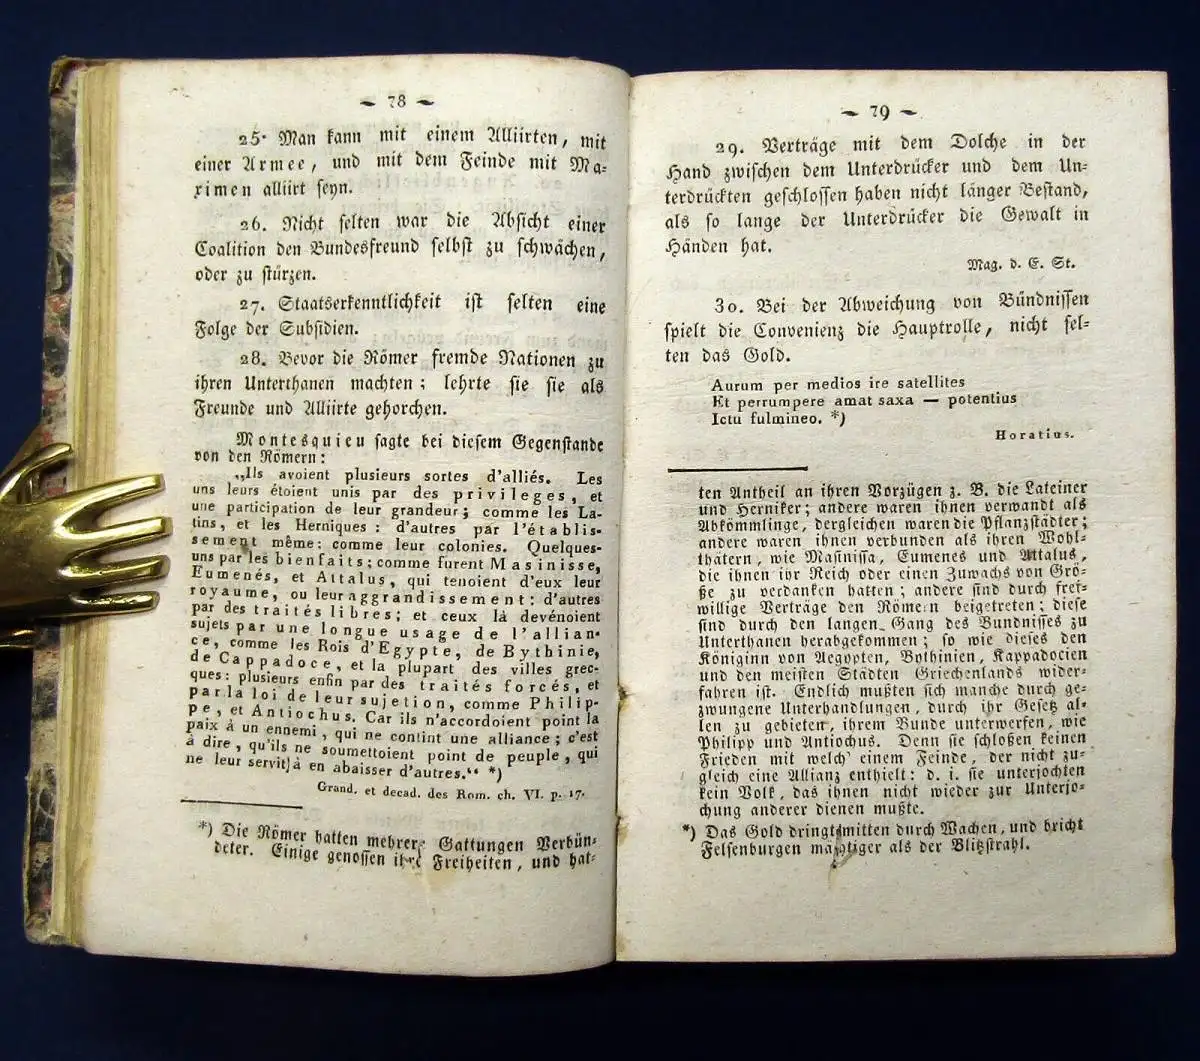 ~ 78 ~
25. Man kann mit einem Alliirten, mit
einer Armee, und mit dem Feinde mit Ma-
ximen alliirt seyn.
26. Nicht selten war die Absicht einer
Coalition den Bundesfreund selbst zu schwächen,
oder zu stürzen.
27. Staatserkenntlichkeit ist selten eine
Folge der Subsidien.
28. Bevor die Römer fremde Nationen zu
ihren Unterthanen machten; lehrte sie sie als
Freunde und Alliirte gehorchen.
Montesquieu sagte bei diesem Gegenstande
von den Römern:
„Ils avoient plusieurs sortes d'alliés. Les
uns leurs étoient unis par des privileges, et
une participation de leur grandeur; comme les La-
tins, et les Herniques: d'autres par l'établis-
sement même: comme leur colonies. Quelques-
uns par les bienfaits; comme furent Masinisse,
Eumenés, et Attalus, qui tenoient d'eux leur
royaume, ou leur aggrandissement: d'autres
par des traités libres; et ceux là devénoient
sujets par une longue usage de l'allian-
ce, comme les Rois d'Egypte, de Bythinie,
de Cappadoce, et la plupart des villes grec-
ques: plusieurs enfin par des traités forcés, et
par la loi de leur sujetion, comme Philip-
pe, et Antiochus. Car ils n'accordoient point la
paix à un ennemi, qui ne contint une alliance; c'est
à dire, qu'ils ne soumettoient point de peuple, qui
ne leur servit à en abaisser d'autres.“ *)
Grand. et decad. des Rom. ch. VI. p. 17.
*) Die Römer hatten mehrere Gattungen Verbün-
deter. Einige genossen ihre Freiheiten, und hat-
~ 79 ~
29. Verträge mit dem Dolche in der
Hand zwischen dem Unterdrücker und dem Un-
terdrückten geschlossen haben nicht länger Bestand,
als so lange der Unterdrücker die Gewalt in
Händen hat.
Mag. d. E. St.
30. Bei der Abweichung von Bündnissen
spielt die Convenienz die Hauptrolle, nicht sel-
ten das Gold.
Aurum per medios ire satellites
Et perrumpere amat saxa — potentius
Ictu fulmineo. *)
Horatius.
ten Antheil an ihren Vorzügen z. B. die Lateiner
und Herniker; andere waren ihnen verwandt als
Abkömmlinge, dergleichen waren die Pflanzstädter;
andere waren ihnen verbunden als ihren Wohl-
thätern, wie Masinissa, Eumenes und Attalus,
die ihnen ihr Reich oder einen Zuwachs von Grö-
ße zu verdanken hatten; andere sind durch frei-
willige Verträge den Römern beigetreten; diese
sind durch den langen Gang des Bundnisses zu
Unterthanen herabgekommen; so wie dieses den
Königinn von Aegypten, Bythinien, Kappadocien
und den meisten Städten Griechenlands wider-
fahren ist. Endlich mußten sich manche durch ge-
zwungene Unterhandlungen, durch ihr Gesetz al-
len zu gebieten, ihrem Bunde unterwerfen, wie
Philipp und Antiochus. Denn sie schloßen keinen
Frieden mit welch' einem Feinde, der nicht zu-
gleich eine Allianz enthielt: d. i. sie unterjochten
kein Volk, das ihnen nicht wieder zur Unterjo-
chung anderer dienen mußte.
*) Das Gold dringt mitten durch Wachen, und bricht
Felsenburgen mächtiger als der Blitzstrahl.